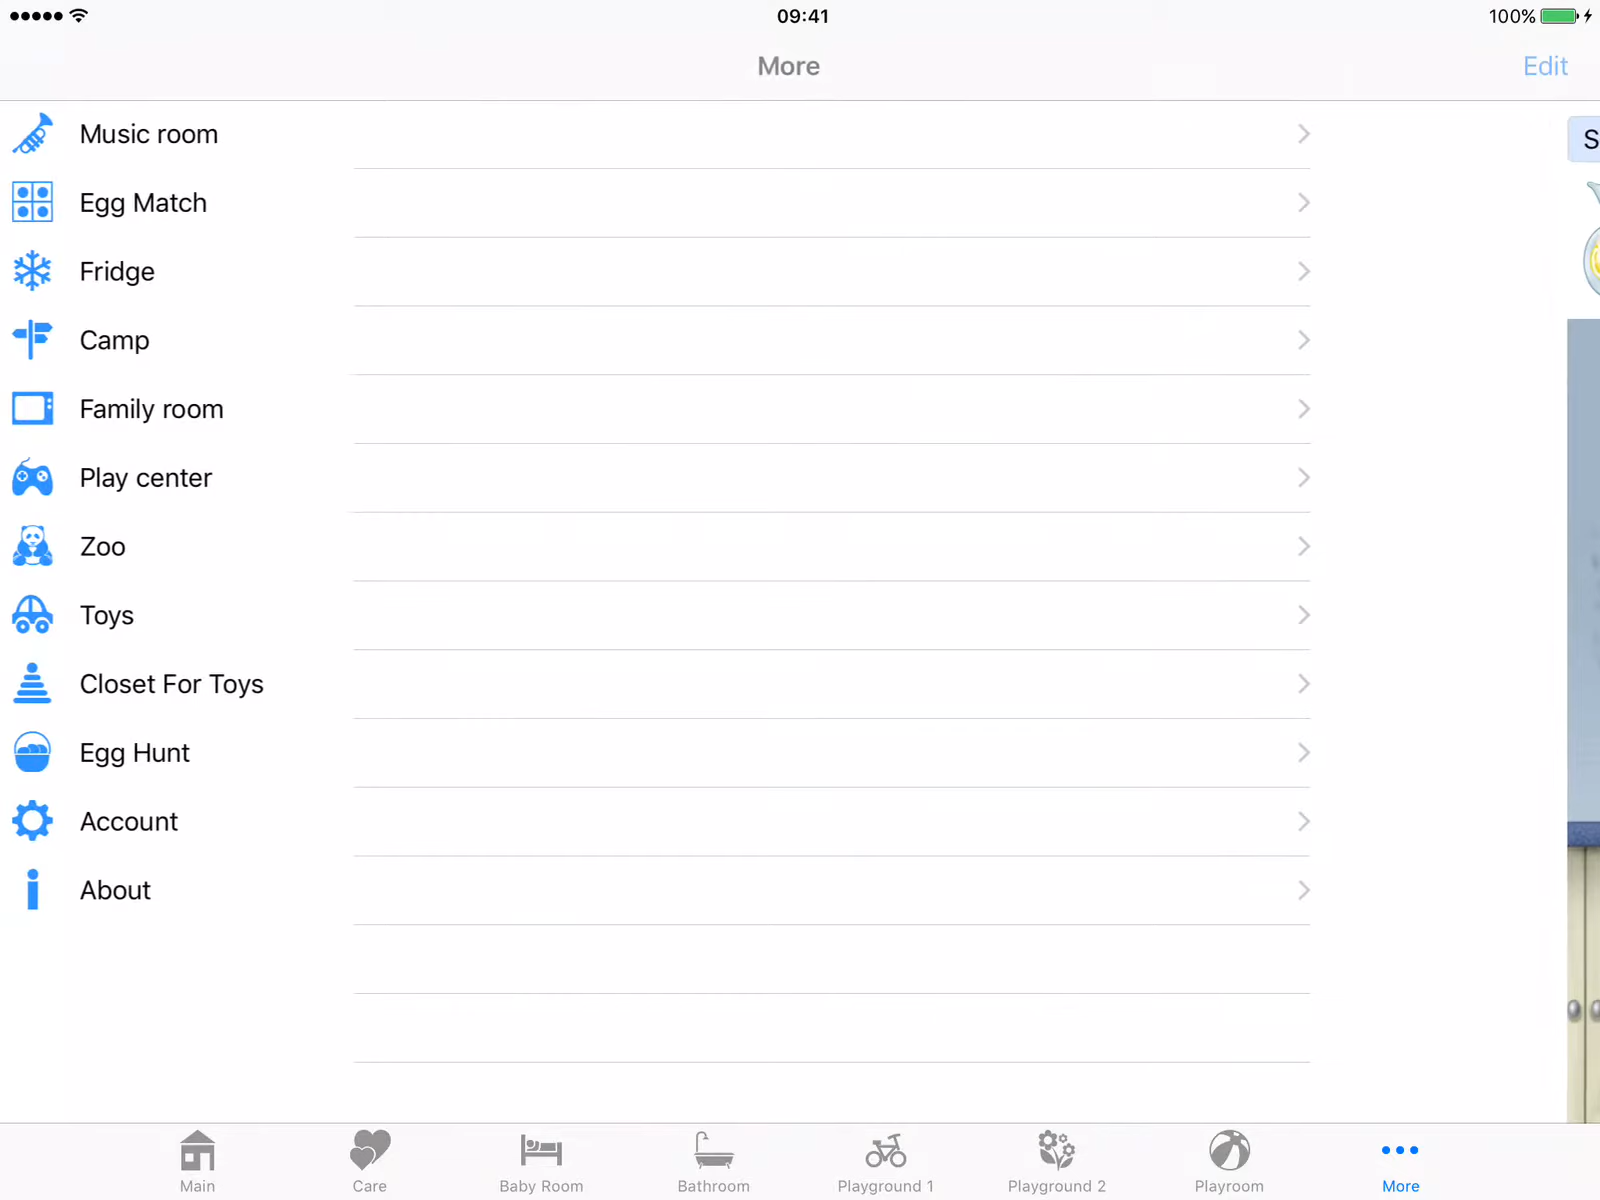 09:41
100%
More
Edit
Music room
S
Egg Match
Fridge
Camp
Family room
Play center
Zoo
Toys
Closet For Toys
Egg Hunt
Account
About
Main
Care
Baby Room
Bathroom
Playground 1
Playground 2
Playroom
More